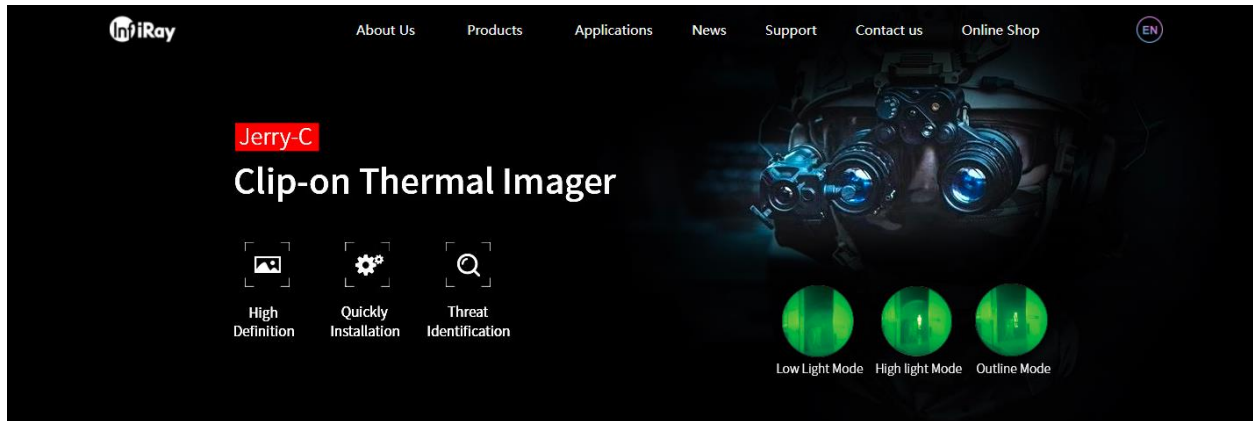 InfiRay
About Us Products Applications News Support Contact us Online Shop EN
Jerry-C
Clip-on Thermal Imager
High Quickly Threat
Definition Installation Identification
Low Light Mode High light Mode Outline Mode